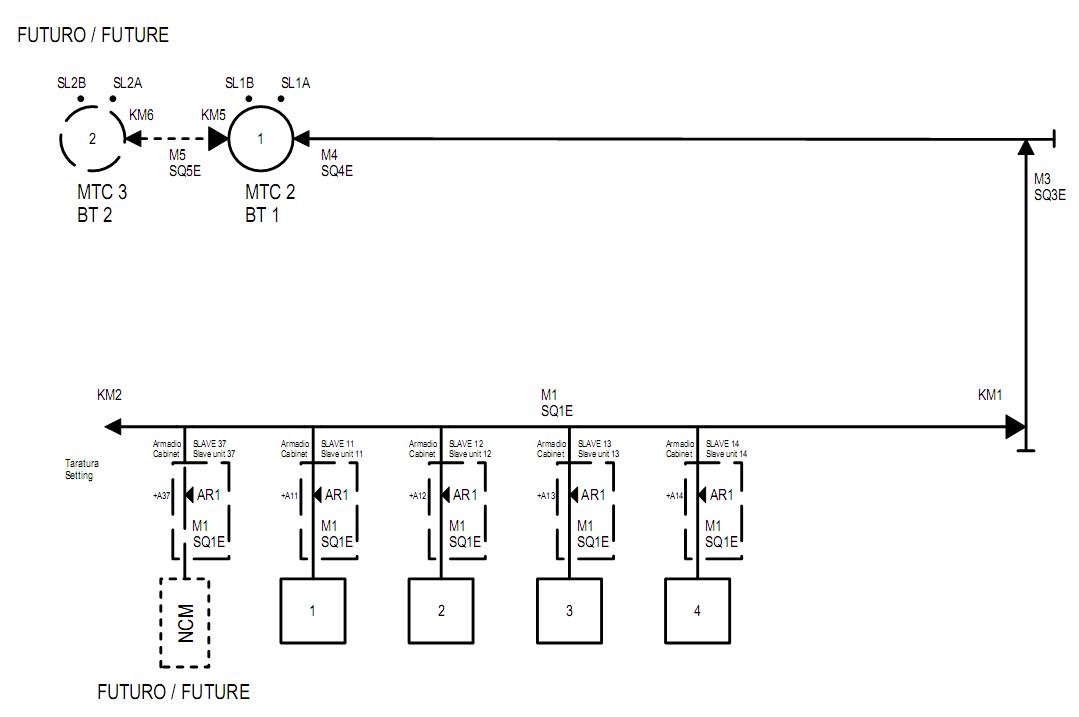 FUTURO / FUTURE
SL2B
SL2A
SL1B
SL1A
KM6
KM5
2
1
M5
SQ5E
M4
SQ4E
MTC 3
BT 2
MTC 2
BT 1
M3
SQ3E
KM2
M1
SQ1E
KM1
Armadio
Cabinet
SLAVE 37
Slave unit 37
Armadio
Cabinet
SLAVE 11
Slave unit 11
Armadio
Cabinet
SLAVE 12
Slave unit 12
Armadio
Cabinet
SLAVE 13
Slave unit 13
Armadio
Cabinet
SLAVE 14
Slave unit 14
Taratura
Setting
+A37
AR1
+A11
AR1
+A12
AR1
+A13
AR1
+A14
AR1
M1
SQ1E
M1
SQ1E
M1
SQ1E
M1
SQ1E
M1
SQ1E
NCM
1
2
3
4
FUTURO / FUTURE